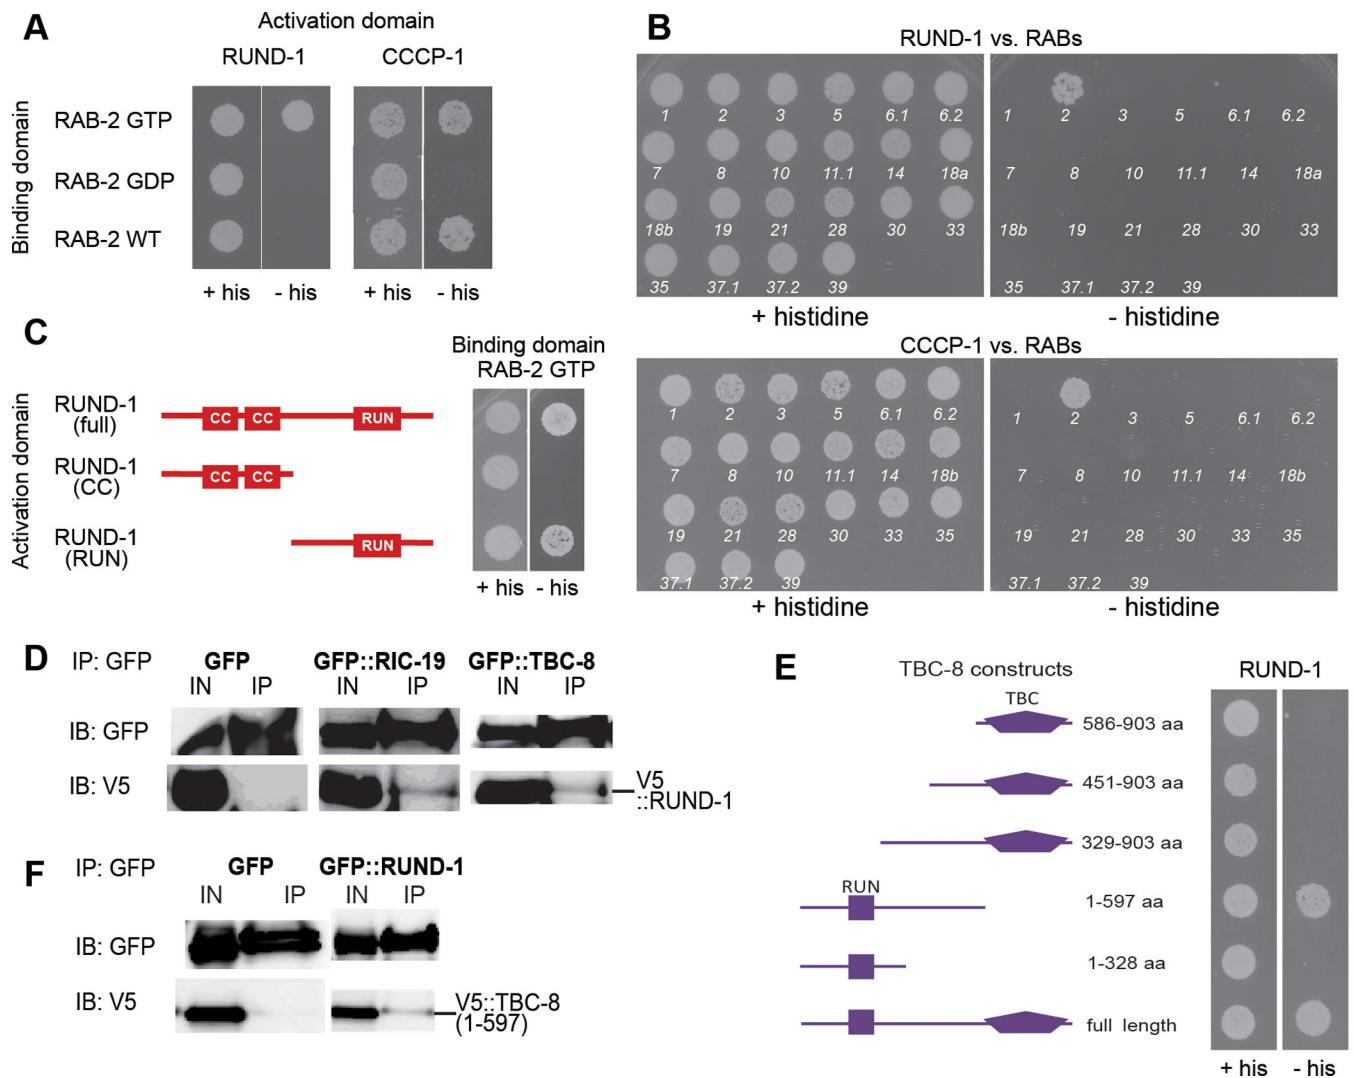 A
Activation domain
RUND-1 CCCP-1
Binding domain
RAB-2 GTP
RAB-2 GDP
RAB-2 WT
+ his - his + his - his
B
RUND-1 vs. RABs
1 2 3 5 6.1 6.2
7 8 10 11.1 14 18a
18b 19 21 28 30 33
35 37.1 37.2 39
1 2 3 5 6.1 6.2
7 8 10 11.1 14 18a
18b 19 21 28 30 33
35 37.1 37.2 39
+ histidine - histidine
CCCP-1 vs. RABs
1 2 3 5 6.1 6.2
7 8 10 11.1 14 18b
19 21 28 30 33 35
37.1 37.2 39
1 2 3 5 6.1 6.2
7 8 10 11.1 14 18b
19 21 28 30 33 35
37.1 37.2 39
+ histidine - histidine
C
Binding domain
RAB-2 GTP
Activation domain
RUND-1
(full)
CC CC RUN
RUND-1
(CC)
CC CC
RUND-1
(RUN)
RUN
+ his - his
D
IP: GFP GFP GFP::RIC-19 GFP::TBC-8
IN IP IN IP IN IP
IB: GFP
IB: V5
V5
::RUND-1
E
TBC-8 constructs RUND-1
TBC
586-903 aa
451-903 aa
329-903 aa
RUN
1-597 aa
1-328 aa
full length
+ his - his
F
IP: GFP GFP GFP::RUND-1
IN IP IN IP
IB: GFP
IB: V5
V5::TBC-8
(1-597)